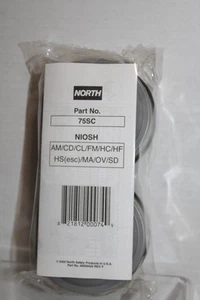 NORTH
Part No.
75SC
NIOSH
AM/CD/CL/FM/HC/HF
HS(esc)/MA/OV/SD